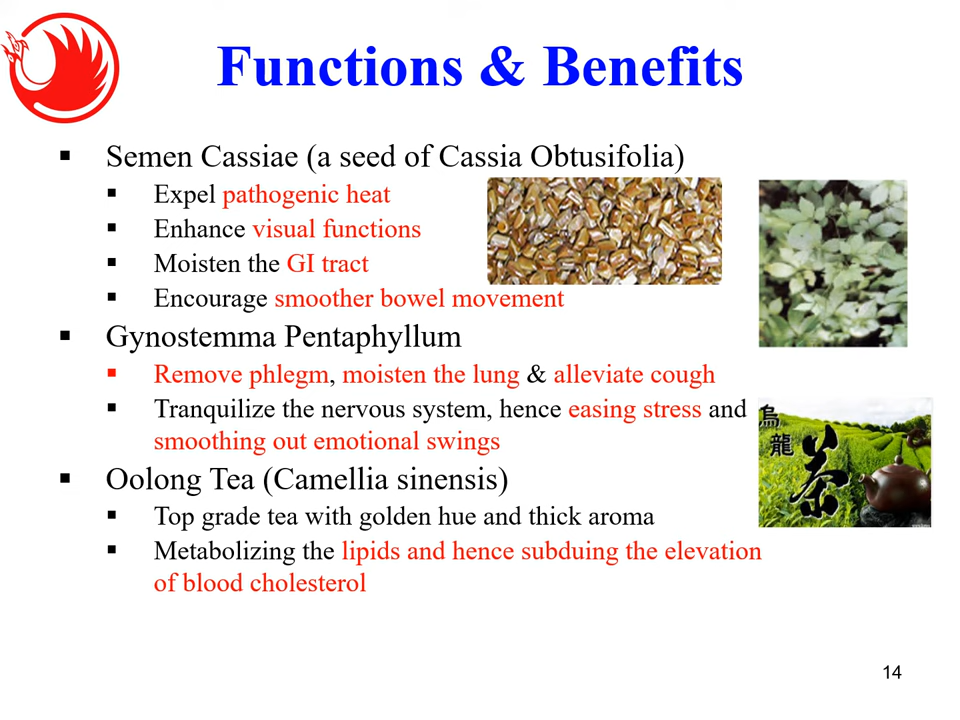 Functions & Benefits
▪ Semen Cassiae (a seed of Cassia Obtusifolia)
▪ Expel pathogenic heat
▪ Enhance visual functions
▪ Moisten the GI tract
▪ Encourage smoother bowel movement
▪ Gynostemma Pentaphyllum
▪ Remove phlegm, moisten the lung & alleviate cough
▪ Tranquilize the nervous system, hence easing stress and
smoothing out emotional swings
烏龍茶
▪ Oolong Tea (Camellia sinensis)
▪ Top grade tea with golden hue and thick aroma
▪ Metabolizing the lipids and hence subduing the elevation
of blood cholesterol
14